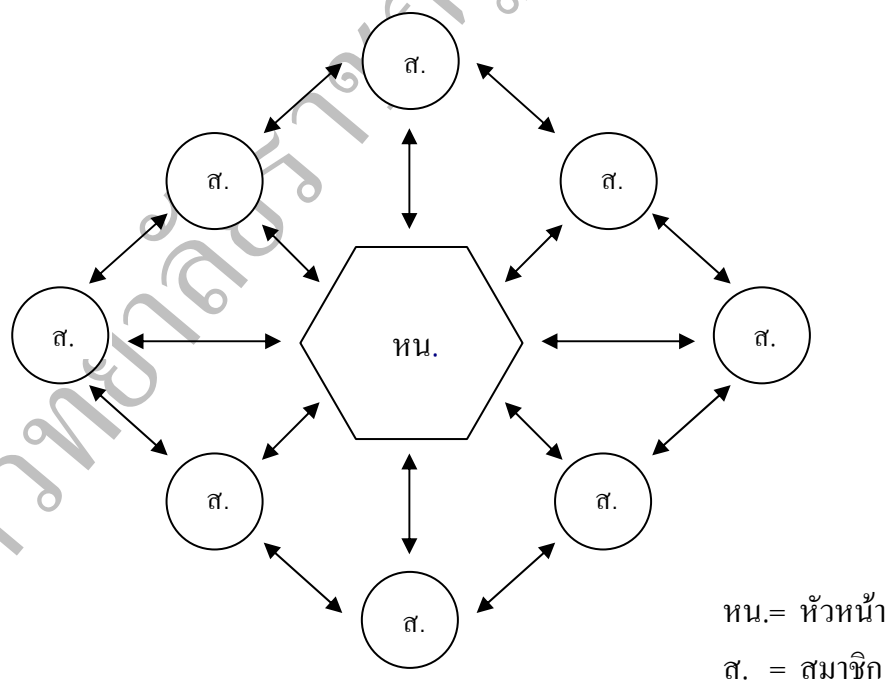 ส.
ส. ส.
ส. หน. ส.
ส. ส.
ส.
หน.= หัวหน้า
ส. = สมาชิก